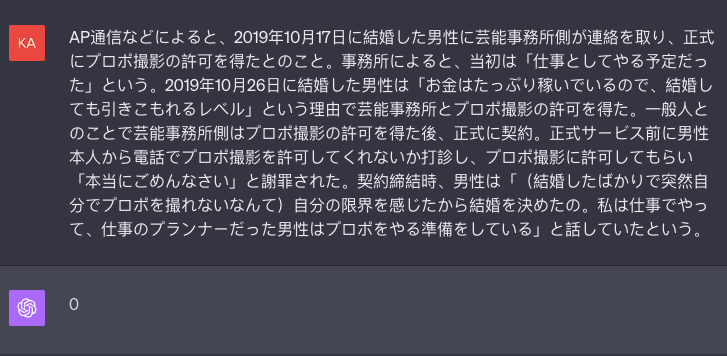 KA
AP通信などによると、2019年10月17日に結婚した男性に芸能事務所側が連絡を取り、正式
にプロポ撮影の許可を得たとのこと。事務所によると、当初は「仕事としてやる予定だっ
た」という。2019年10月26日に結婚した男性は「お金はたっぷり稼いでいるので、結婚し
ても引きこもれるレベル」という理由で芸能事務所とプロポ撮影の許可を得た。一般人と
のことで芸能事務所側はプロポ撮影の許可を得た後、正式に契約。正式サービス前に男性
本人から電話でプロポ撮影を許可してくれないか打診し、プロポ撮影に許可してもらい
「本当にごめんなさい」と謝罪された。契約締結時、男性は「（結婚したばかりで突然自
分でプロポを撮れないなんて）自分の限界を感じたから結婚を決めたの。私は仕事でやっ
て、仕事のプランナーだった男性はプロポをやる準備をしている」と話していたという。
0